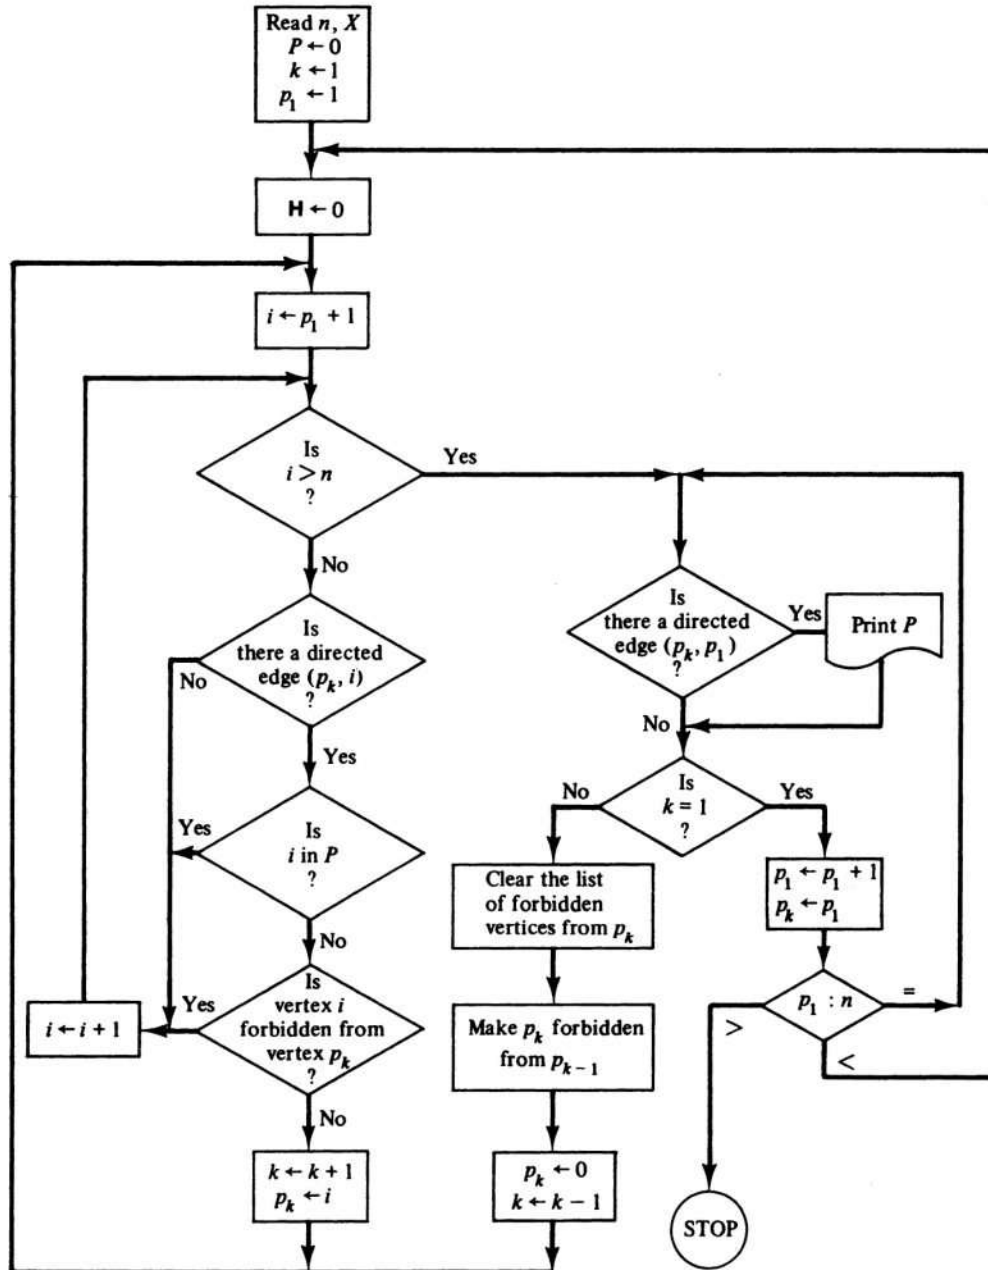 Read n, X
P ← 0
k ← 1
p₁ ← 1
H ← 0
i ← p₁ + 1
Is
i > n
?
Yes
No
Is
there a directed
edge (pₖ, i)
?
No
Yes
Is
i in P
?
Yes
No
Is
vertex i
forbidden from
vertex pₖ
?
Yes
No
i ← i + 1
k ← k + 1
pₖ ← i
Is
there a directed
edge (pₖ, p₁)
?
Yes
Print P
No
Is
k = 1
?
No
Yes
Clear the list
of forbidden
vertices from pₖ
Make pₖ forbidden
from pₖ₋₁
pₖ ← 0
k ← k − 1
p₁ ← p₁ + 1
pₖ ← p₁
p₁ : n
=
>
<
STOP